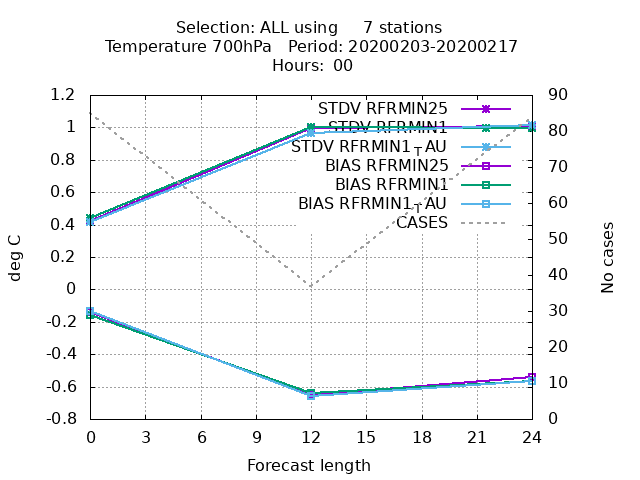 Selection: ALL using 7 stations
Temperature 700hPa Period: 20200203-20200217
Hours: 00
1.2
1
0.8
0.6
0.4
0.2
0
-0.2
-0.4
-0.6
-0.8
deg C
STDV RFRMIN25
STDV RFRMIN1
STDV RFRMIN1_TAU
BIAS RFRMIN25
BIAS RFRMIN1
BIAS RFRMIN1_TAU
CASES
90
80
70
60
50
40
30
20
10
0
No cases
0 3 6 9 12 15 18 21 24
Forecast length